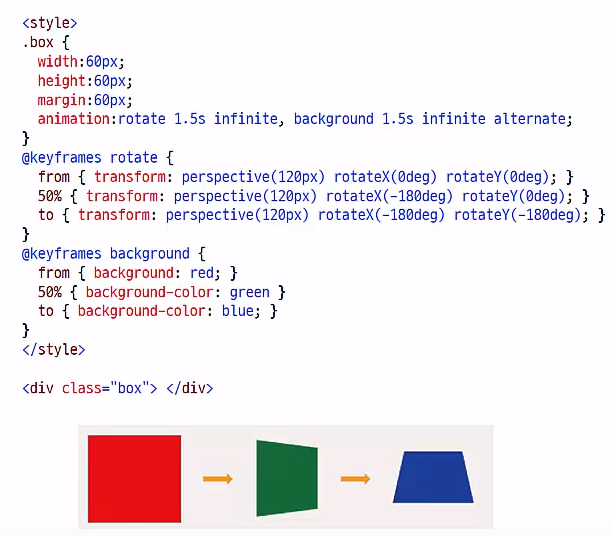 <style>
.box {
  width:60px;
  height:60px;
  margin:60px;
  animation:rotate 1.5s infinite, background 1.5s infinite alternate;
}
@keyframes rotate {
  from { transform: perspective(120px) rotateX(0deg) rotateY(0deg); }
  50% { transform: perspective(120px) rotateX(-180deg) rotateY(0deg); }
  to { transform: perspective(120px) rotateX(-180deg) rotateY(-180deg); }
}
@keyframes background {
  from { background: red; }
  50% { background-color: green }
  to { background-color: blue; }
}
</style>
<div class="box"> </div>